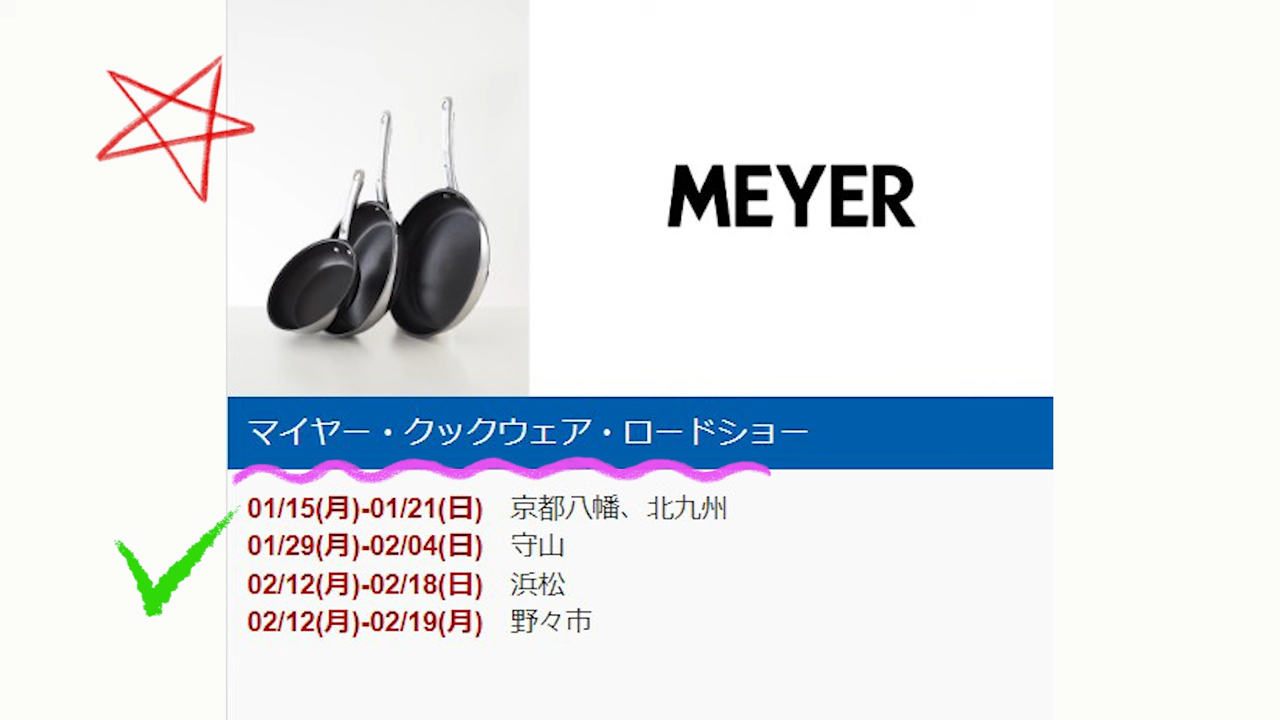 MEYER
マイヤー・クックウェア・ロードショー
01/15(月)-01/21(日) 京都八幡、北九州
01/29(月)-02/04(日) 守山
02/12(月)-02/18(日) 浜松
02/12(月)-02/19(月) 野々市